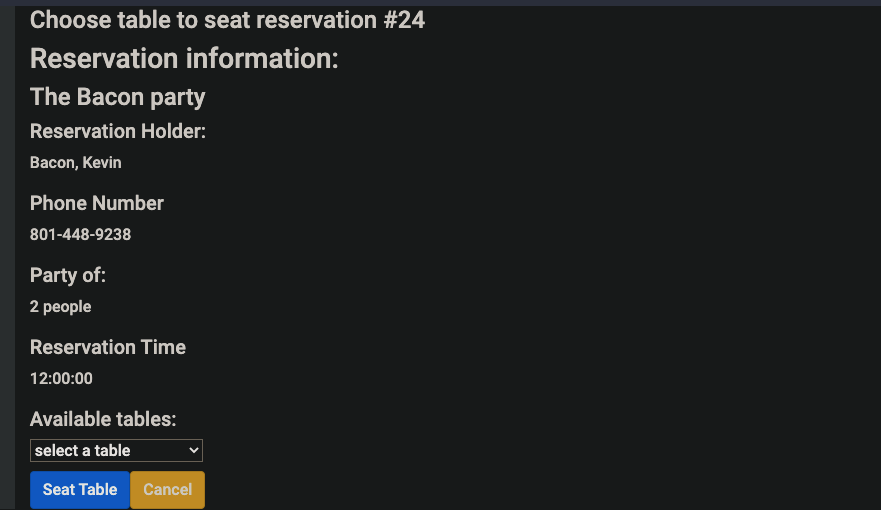 Choose table to seat reservation #24
Reservation information:
The Bacon party
Reservation Holder:
Bacon, Kevin
Phone Number
801-448-9238
Party of:
2 people
Reservation Time
12:00:00
Available tables:
select a table
Seat Table Cancel